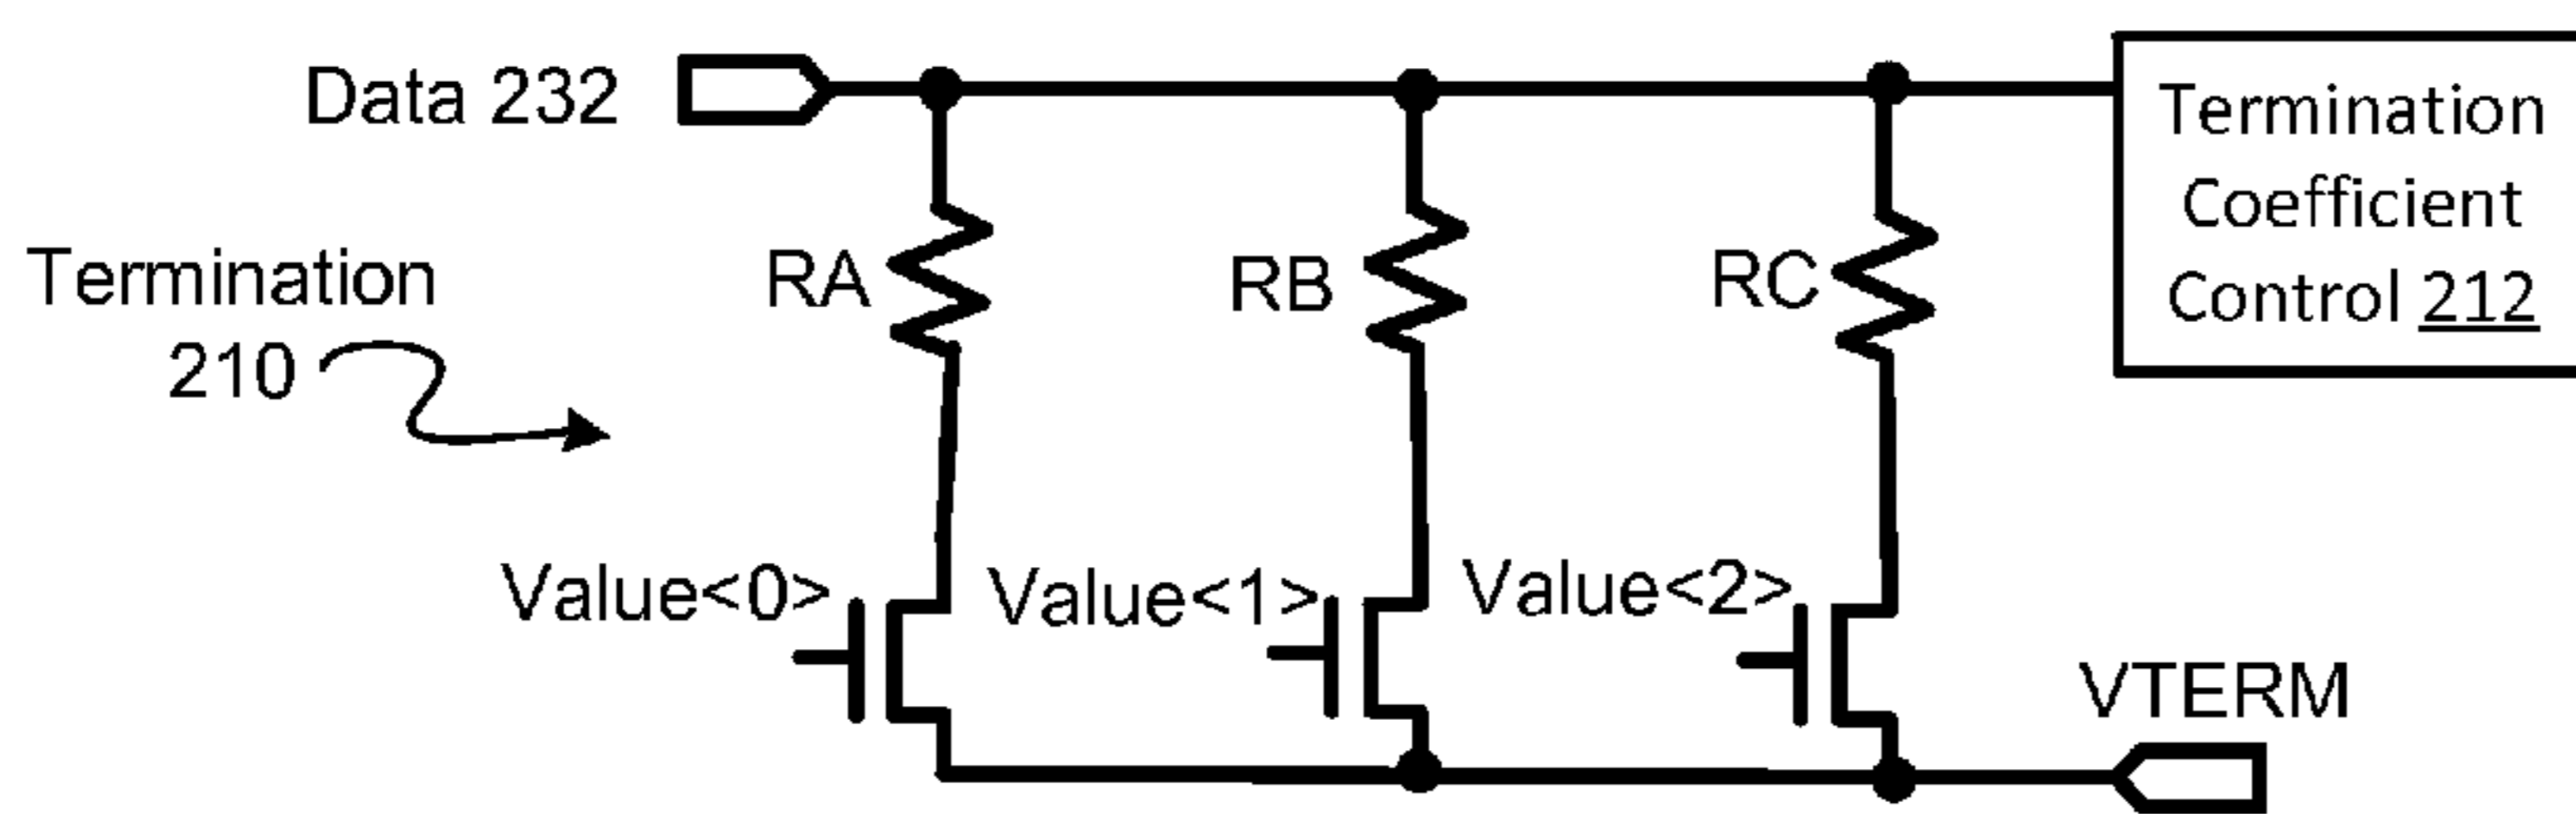 Data 232
Termination
Coefficient
Control 212
Termination
210
RA
RB
RC
Value<0>
Value<1>
Value<2>
VTERM